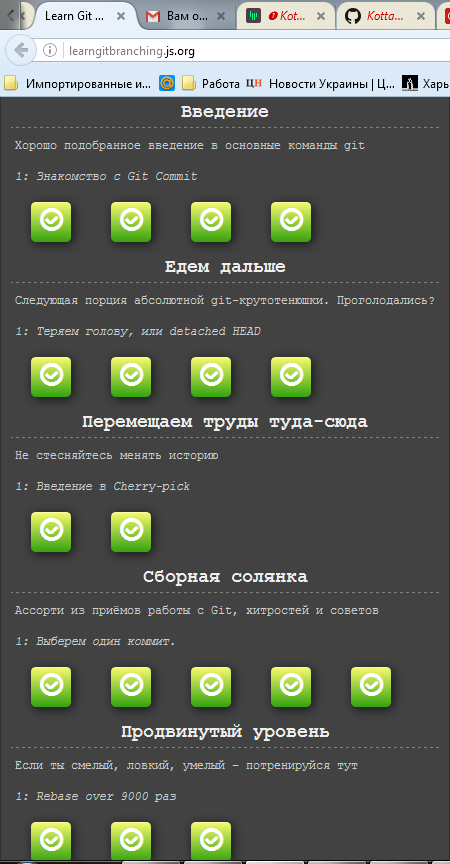 Learn Git
Вам о...
Kot...
Kotta...
learngitbranching.js.org
Импортированные и...
Работа
ЦН Новости Украины | Ц...
Харь
Введение
Хорошо подобранное введение в основные команды git
1: Знакомство с Git Commit
Едем дальше
Следующая порция абсолютной git-крутотенюшки. Проголодались?
1: Теряем голову, или detached HEAD
Перемещаем труды туда-сюда
Не стесняйтесь менять историю
1: Введение в Cherry-pick
Сборная солянка
Ассорти из приёмов работы с Git, хитростей и советов
1: Выберем один коммит.
Продвинутый уровень
Если ты смелый, ловкий, умелый – потренируйся тут
1: Rebase over 9000 раз